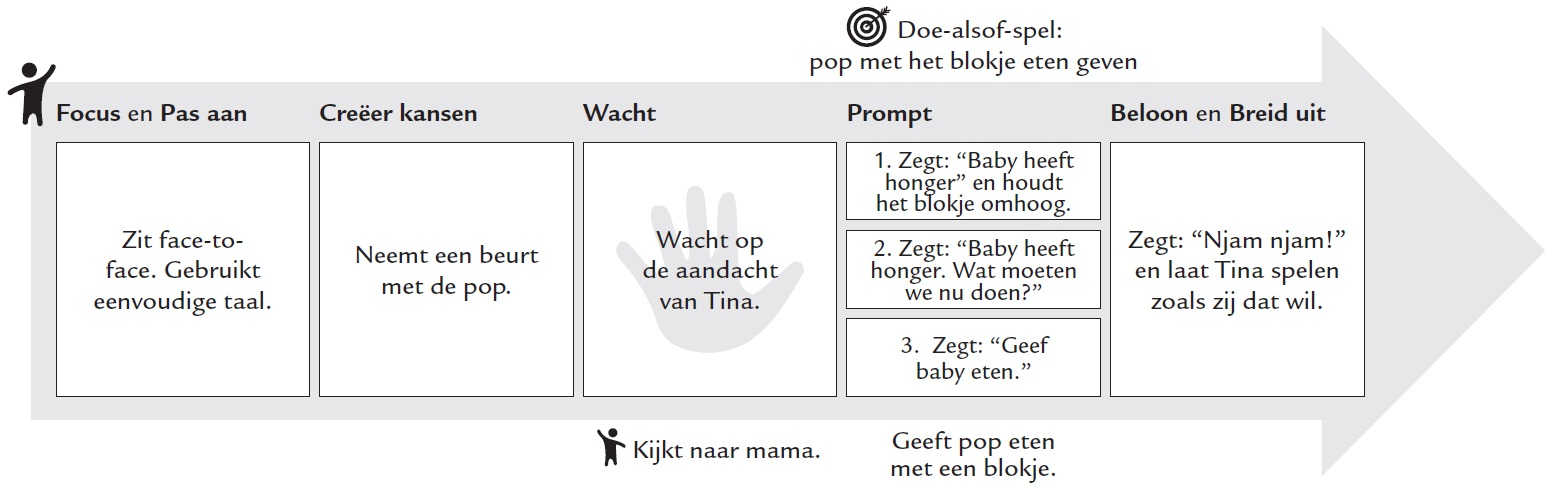 Doe-alsof-spel:
pop met het blokje eten geven
Focus en Pas aan
Creëer kansen
Wacht
Prompt
Beloon en Breid uit
Zit face-to-
face. Gebruikt
eenvoudige taal.
Neemt een beurt
met de pop.
Wacht op
de aandacht
van Tina.
1. Zegt: “Baby heeft
honger” en houdt
het blokje omhoog.
2. Zegt: “Baby heeft
honger. Wat moeten
we nu doen?”
3. Zegt: “Geef
baby eten.”
Zegt: “Njam njam!”
en laat Tina spelen
zoals zij dat wil.
Kijkt naar mama.
Geeft pop eten
met een blokje.